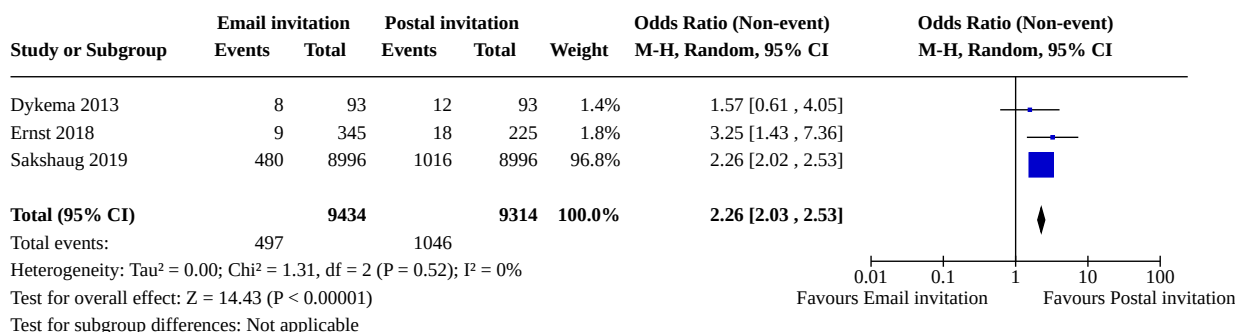 Email invitation Postal invitation Odds Ratio (Non-event) Odds Ratio (Non-event)
Study or Subgroup Events Total Events Total Weight M-H, Random, 95% CI M-H, Random, 95% CI
Dykema 2013 8 93 12 93 1.4% 1.57 [0.61 , 4.05]
Ernst 2018 9 345 18 225 1.8% 3.25 [1.43 , 7.36]
Sakshaug 2019 480 8996 1016 8996 96.8% 2.26 [2.02 , 2.53]
Total (95% CI) 9434 9314 100.0% 2.26 [2.03 , 2.53]
Total events: 497 1046
Heterogeneity: Tau² = 0.00; Chi² = 1.31, df = 2 (P = 0.52); I² = 0%
0.01 0.1 1 10 100
Test for overall effect: Z = 14.43 (P < 0.00001) Favours Email invitation Favours Postal invitation
Test for subgroup differences: Not applicable